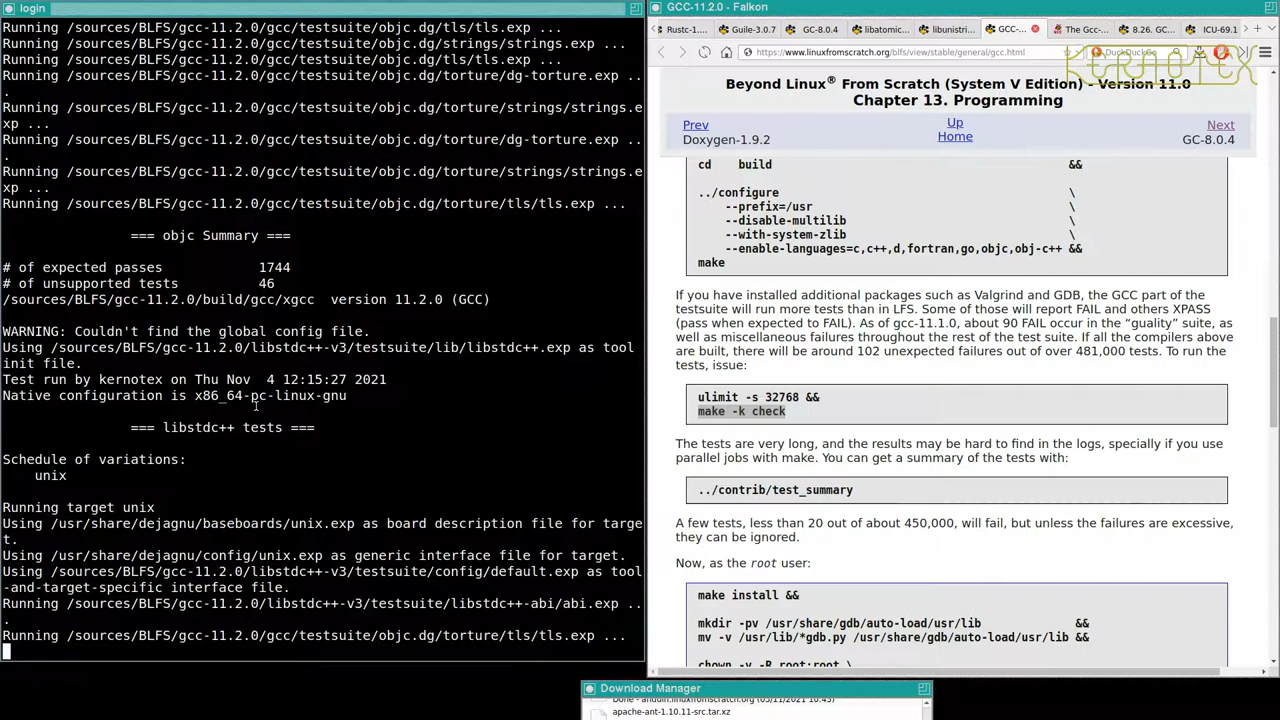 login
Running /sources/BLFS/gcc-11.2.0/gcc/testsuite/objc.dg/tls/tls.exp ...
Running /sources/BLFS/gcc-11.2.0/gcc/testsuite/objc.dg/strings/strings.exp ...
Running /sources/BLFS/gcc-11.2.0/gcc/testsuite/objc.dg/tls/tls.exp ...
Running /sources/BLFS/gcc-11.2.0/gcc/testsuite/objc.dg/torture/dg-torture.exp ..
.
Running /sources/BLFS/gcc-11.2.0/gcc/testsuite/objc.dg/torture/strings/strings.e
xp ...
Running /sources/BLFS/gcc-11.2.0/gcc/testsuite/objc.dg/torture/dg-torture.exp ..
.
Running /sources/BLFS/gcc-11.2.0/gcc/testsuite/objc.dg/torture/strings/strings.e
xp ...
Running /sources/BLFS/gcc-11.2.0/gcc/testsuite/objc.dg/torture/tls/tls.exp ...
=== objc Summary ===
# of expected passes 1744
# of unsupported tests 46
/sources/BLFS/gcc-11.2.0/build/gcc/xgcc version 11.2.0 (GCC)
WARNING: Couldn't find the global config file.
Using /sources/BLFS/gcc-11.2.0/libstdc++-v3/testsuite/lib/libstdc++.exp as tool
init file.
Test run by kernotex on Thu Nov 4 12:15:27 2021
Native configuration is x86_64-pc-linux-gnu
=== libstdc++ tests ===
Schedule of variations:
unix
Running target unix
Using /usr/share/dejagnu/baseboards/unix.exp as board description file for targe
t.
Using /usr/share/dejagnu/config/unix.exp as generic interface file for target.
Using /sources/BLFS/gcc-11.2.0/libstdc++-v3/testsuite/config/default.exp as tool
-and-target-specific interface file.
Running /sources/BLFS/gcc-11.2.0/libstdc++-v3/testsuite/libstdc++-abi/abi.exp ..
.
Running /sources/BLFS/gcc-11.2.0/gcc/testsuite/objc.dg/torture/tls/tls.exp ...
GCC-11.2.0 - Falkon
Rust-1.... Guile-3.0.7 GC-8.0.4 libatomic... libunistri... GCC-... The Gcc-... 8.26. GC... ICU-69.1
https://www.linuxfromscratch.org/blfs/view/stable/general/gcc.html DuckDuckGo
KERNOTEX
Beyond Linux® From Scratch (System V Edition) - Version 11.0
Chapter 13. Programming
Prev Up Next
Doxygen-1.9.2 Home GC-8.0.4
cd build &&
../configure \
--prefix=/usr \
--disable-multilib \
--with-system-zlib \
--enable-languages=c,c++,d,fortran,go,objc,obj-c++ &&
make
If you have installed additional packages such as Valgrind and GDB, the GCC part of the
testsuite will run more tests than in LFS. Some of those will report FAIL and others XPASS
(pass when expected to FAIL). As of gcc-11.1.0, about 90 FAIL occur in the “guality” suite, as
well as miscellaneous failures throughout the rest of the test suite. If all the compilers above
are built, there will be around 102 unexpected failures out of over 481,000 tests. To run the
tests, issue:
ulimit -s 32768 &&
make -k check
The tests are very long, and the results may be hard to find in the logs, specially if you use
parallel jobs with make. You can get a summary of the tests with:
../contrib/test_summary
A few tests, less than 20 out of about 450,000, will fail, but unless the failures are excessive,
they can be ignored.
Now, as the root user:
make install &&
mkdir -pv /usr/share/gdb/auto-load/usr/lib &&
mv -v /usr/lib/*gdb.py /usr/share/gdb/auto-load/usr/lib &&
chown -v -R root:root \
Download Manager
Done - anduin.linuxfromscratch.org (03/11/2021 10:43)
apache-ant-1.10.11-src.tar.xz